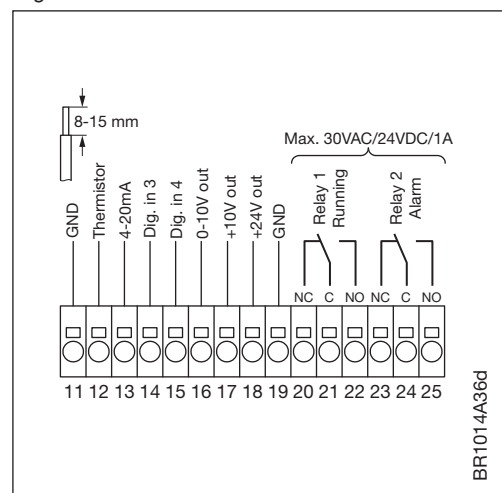 8-15 mm
Max. 30VAC/24VDC/1A
GND
Thermistor
4-20mA
Dig. in 3
Dig. in 4
0-10V out
+10V out
+24V out
GND
Relay 1
Running
Relay 2
Alarm
NC C NO NC C NO
11 12 13 14 15 16 17 18 19 20 21 22 23 24 25
BR1014A36d